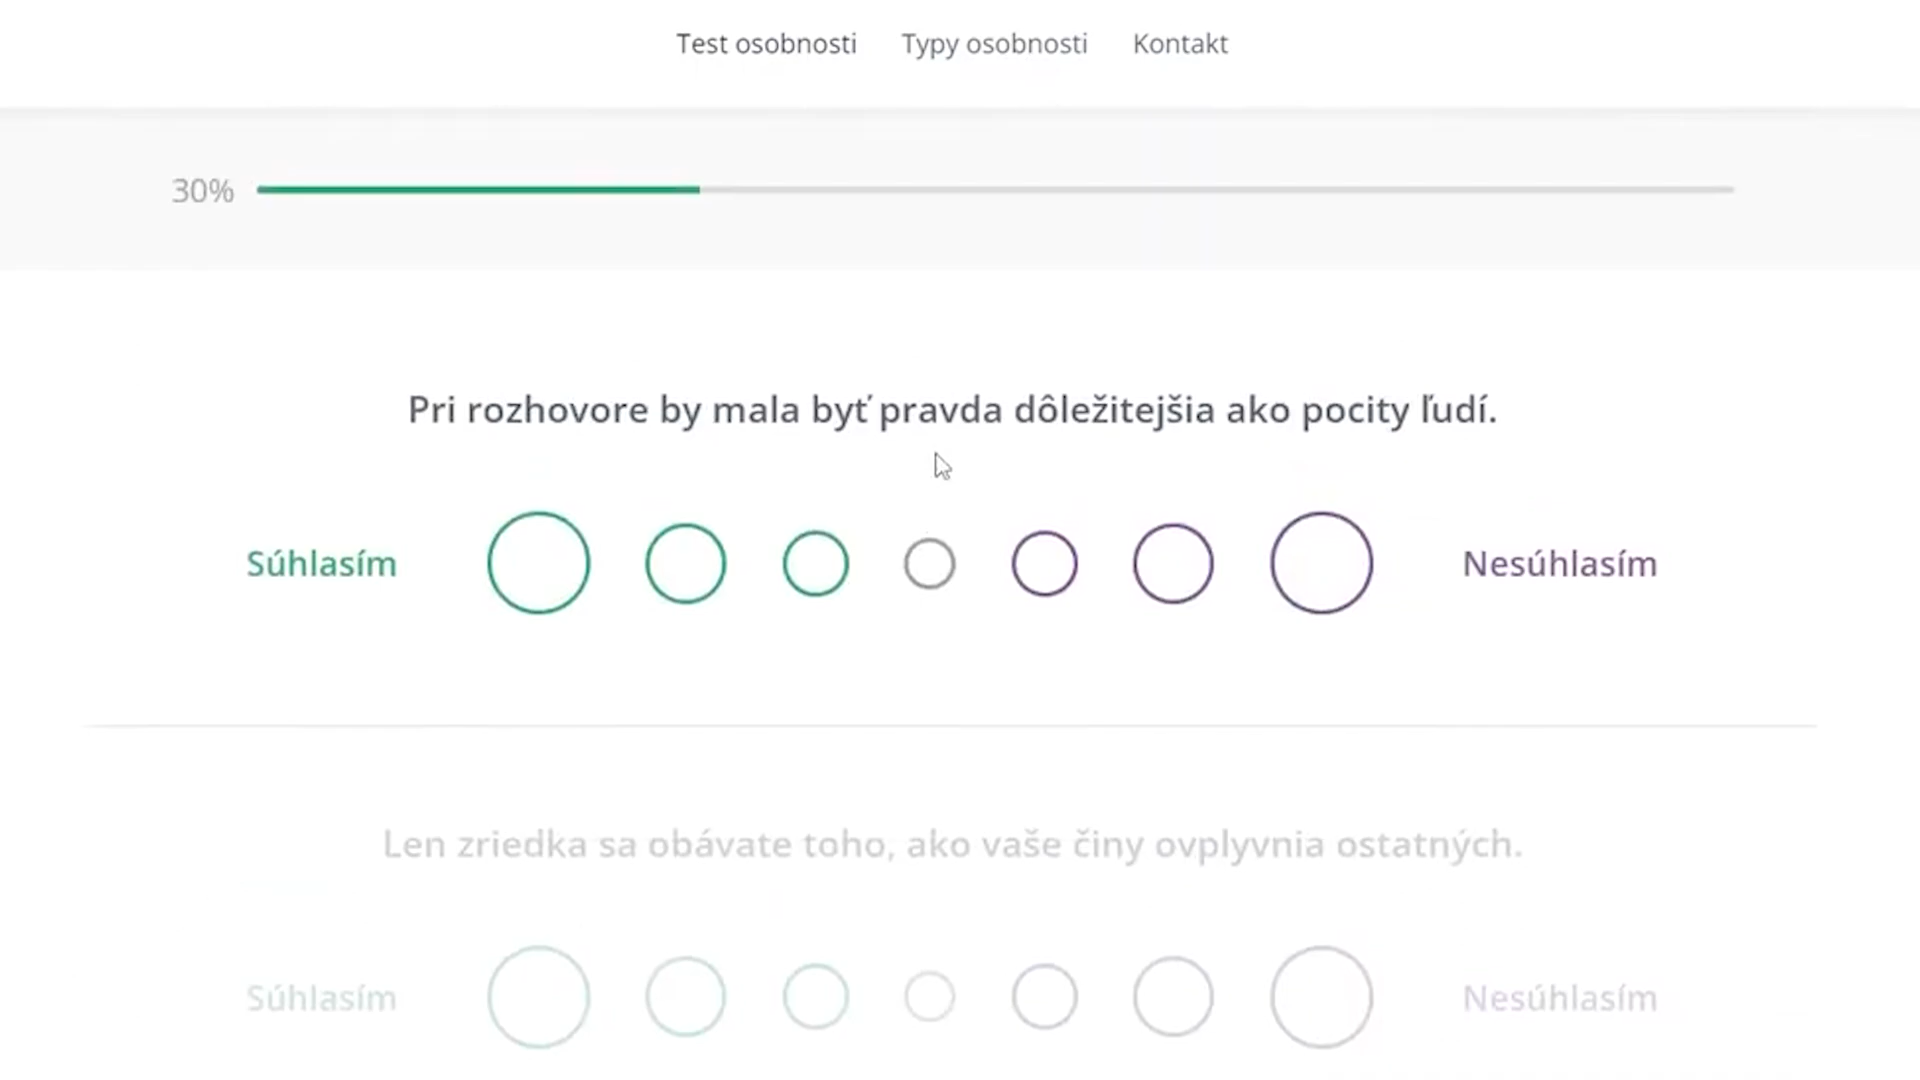 Test osobnosti Typy osobnosti Kontakt
30%
Pri rozhovore by mala byť pravda dôležitejšia ako pocity ľudí.
Súhlasím Nesúhlasím
Len zriedka sa obávate toho, ako vaše činy ovplyvnia ostatných.
Súhlasím Nesúhlasím